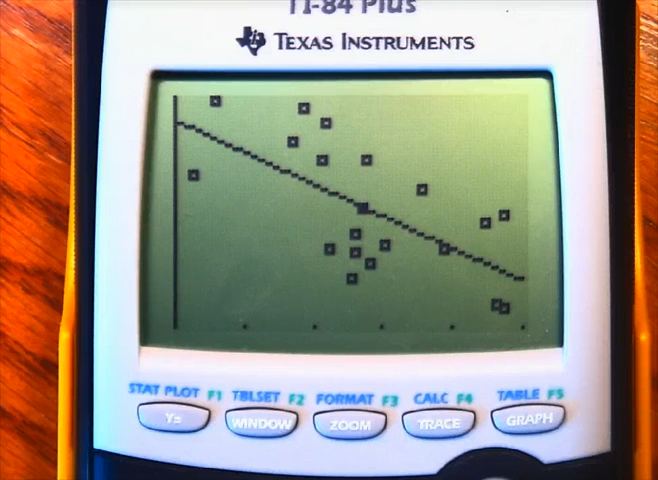 TI-84 Plus
TEXAS INSTRUMENTS
STAT PLOT F1 TBLSET F2 FORMAT F3 CALC F4 TABLE F5
Y= WINDOW ZOOM TRACE GRAPH